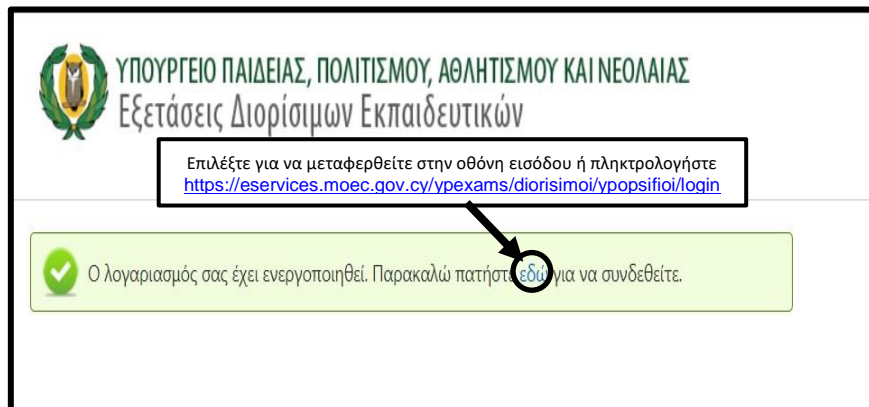 ΥΠΟΥΡΓΕΙΟ ΠΑΙΔΕΙΑΣ, ΠΟΛΙΤΙΣΜΟΥ, ΑΘΛΗΤΙΣΜΟΥ ΚΑΙ ΝΕΟΛΑΙΑΣ
Εξετάσεις Διορίσιμων Εκπαιδευτικών
Επιλέξτε για να μεταφερθείτε στην οθόνη εισόδου ή πληκτρολογήστε
https://eservices.moec.gov.cy/ypexams/diorisimoi/ypopsifioi/login
Ο λογαριασμός σας έχει ενεργοποιηθεί. Παρακαλώ πατήστε εδώ για να συνδεθείτε.